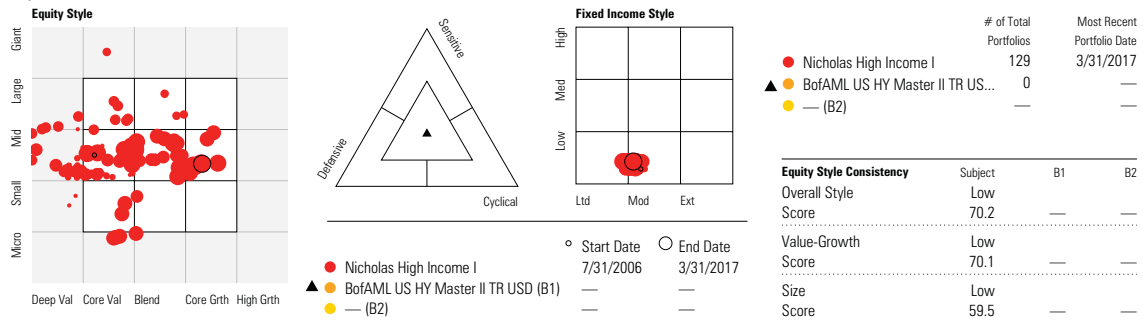 Equity Style
Giant
Large
Mid
Small
Micro
Deep Val Core Val Blend Core Grth High Grth
Sensitive
Defensive
Cyclical
Fixed Income Style
High
Med
Low
Ltd Mod Ext
Start Date End Date
Nicholas High Income I 7/31/2006 3/31/2017
BofAML US HY Master II TR USD (B1) — —
— (B2) — —
# of Total Most Recent
Portfolios Portfolio Date
Nicholas High Income I 129 3/31/2017
BofAML US HY Master II TR US... 0 —
— (B2) — —
Equity Style Consistency Subject B1 B2
Overall Style Low
Score 70.2 — —
Value-Growth Low
Score 70.1 — —
Size Low
Score 59.5 — —